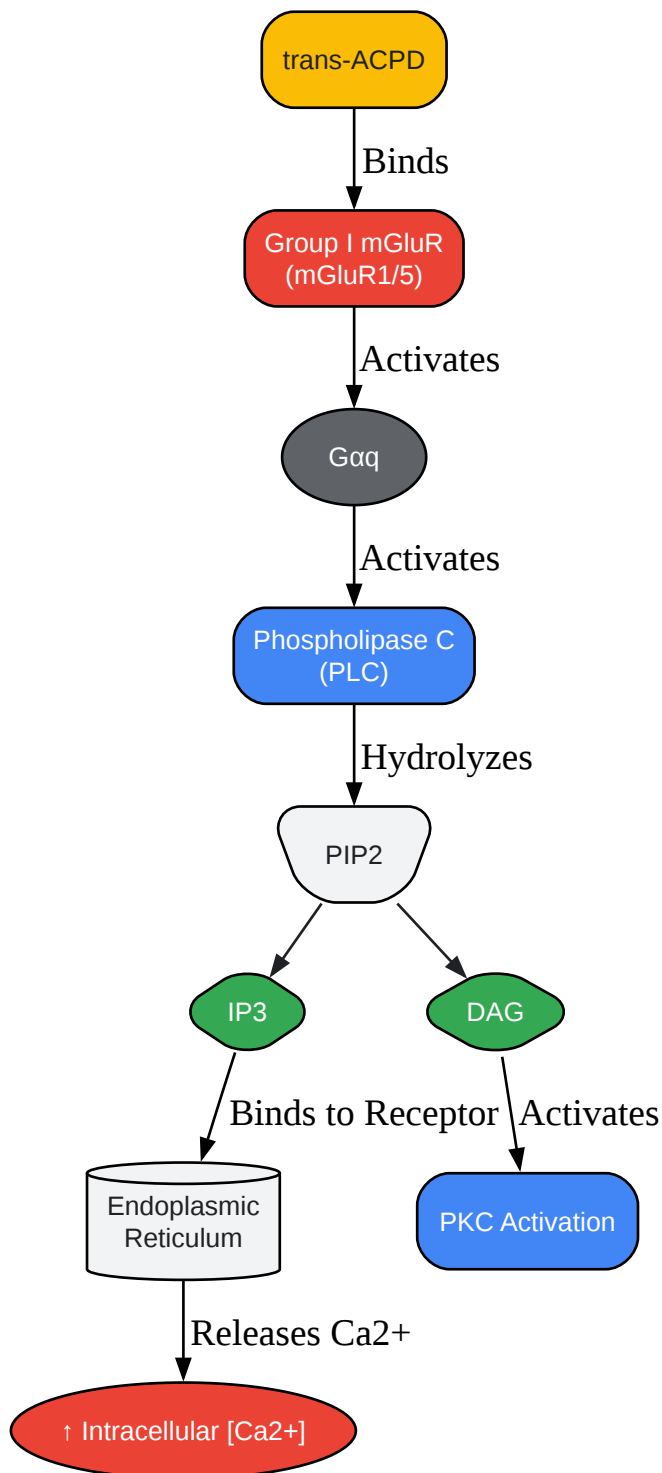 trans-ACPD
Binds
Group I mGluR
(mGluR1/5)
Activates
Gαq
Activates
Phospholipase C
(PLC)
Hydrolyzes
PIP2
IP3
DAG
Binds to Receptor
Activates
Endoplasmic
Reticulum
PKC Activation
Releases Ca2+
↑ Intracellular [Ca2+]